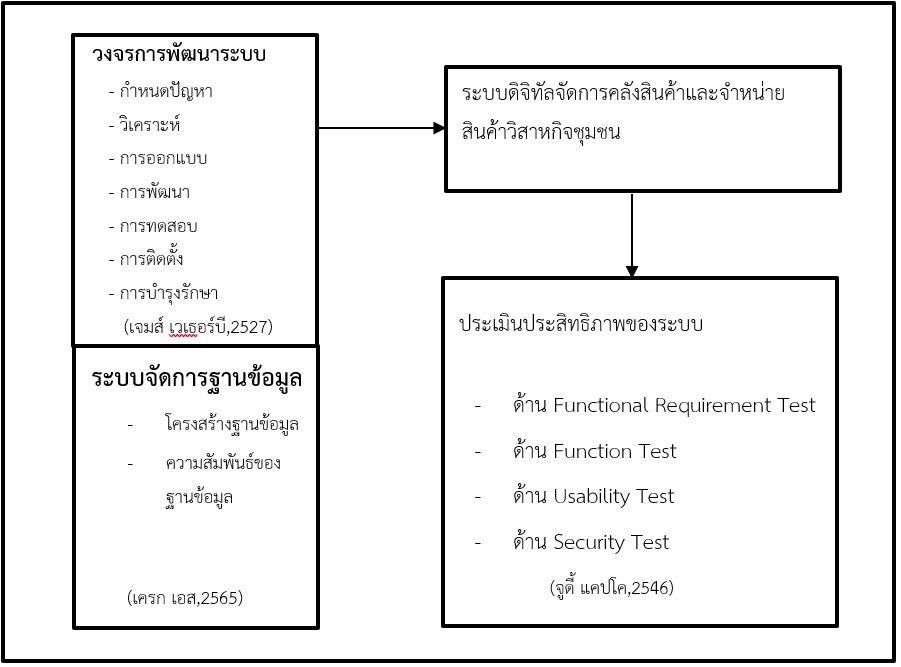 วงจรการพัฒนาระบบ
- กำหนดปัญหา
- วิเคราะห์
- การออกแบบ
- การพัฒนา
- การทดสอบ
- การติดตั้ง
- การบำรุงรักษา
(เจมส์ เวเธอร์บี,2527)
ระบบจัดการฐานข้อมูล
- โครงสร้างฐานข้อมูล
- ความสัมพันธ์ของ
ฐานข้อมูล
(เครก เอส,2565)
ระบบดิจิทัลจัดการคลังสินค้าและจำหน่าย
สินค้าวิสาหกิจชุมชน
ประเมินประสิทธิภาพของระบบ
- ด้าน Functional Requirement Test
- ด้าน Function Test
- ด้าน Usability Test
- ด้าน Security Test
(จูดี้ แคปโค,2546)